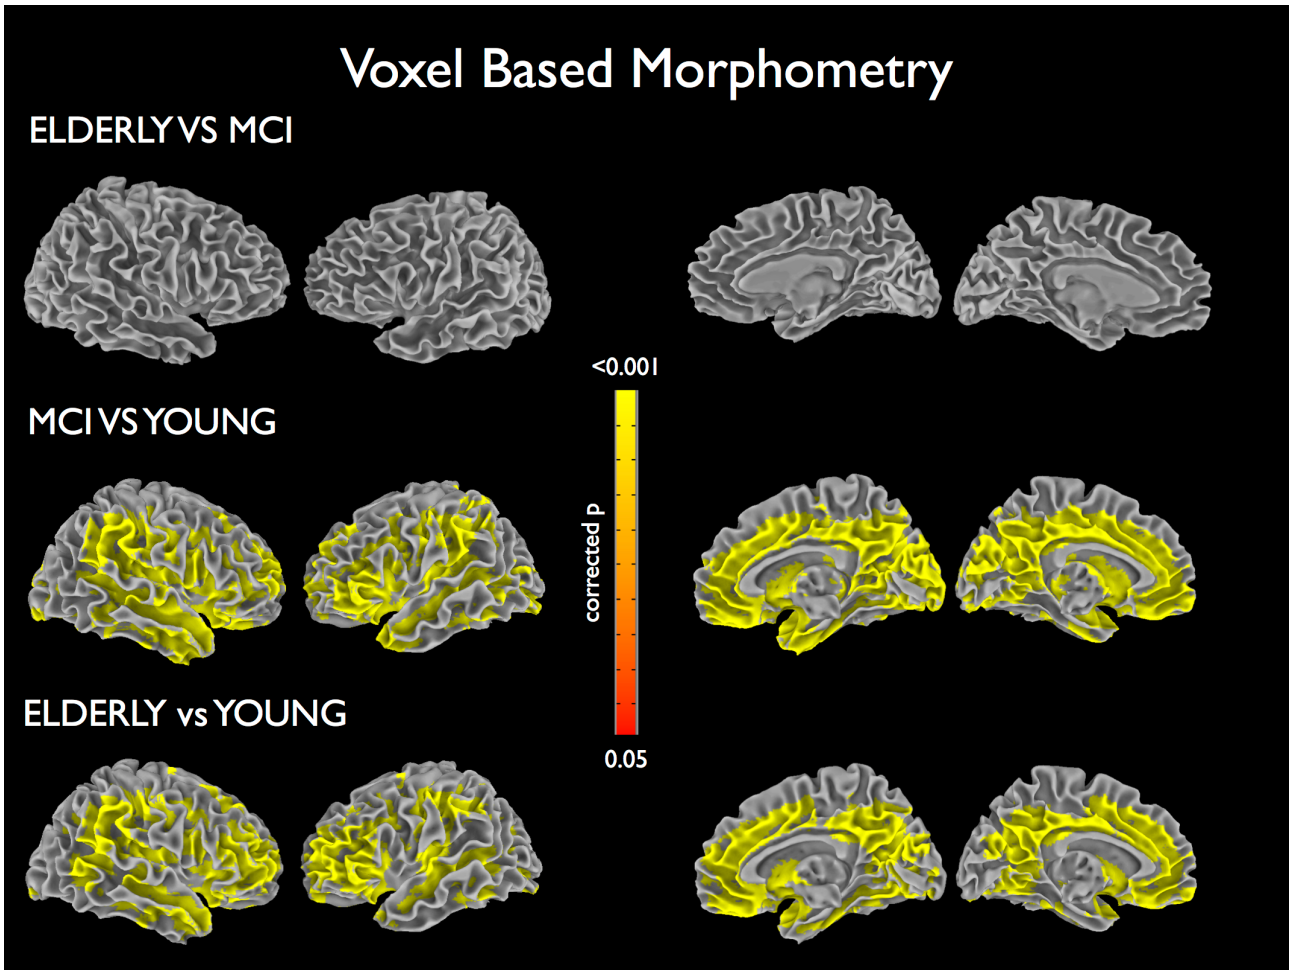 Voxel Based Morphometry
ELDERLY VS MCI
<0.001
MCI VS YOUNG
corrected p
ELDERLY vs YOUNG
0.05